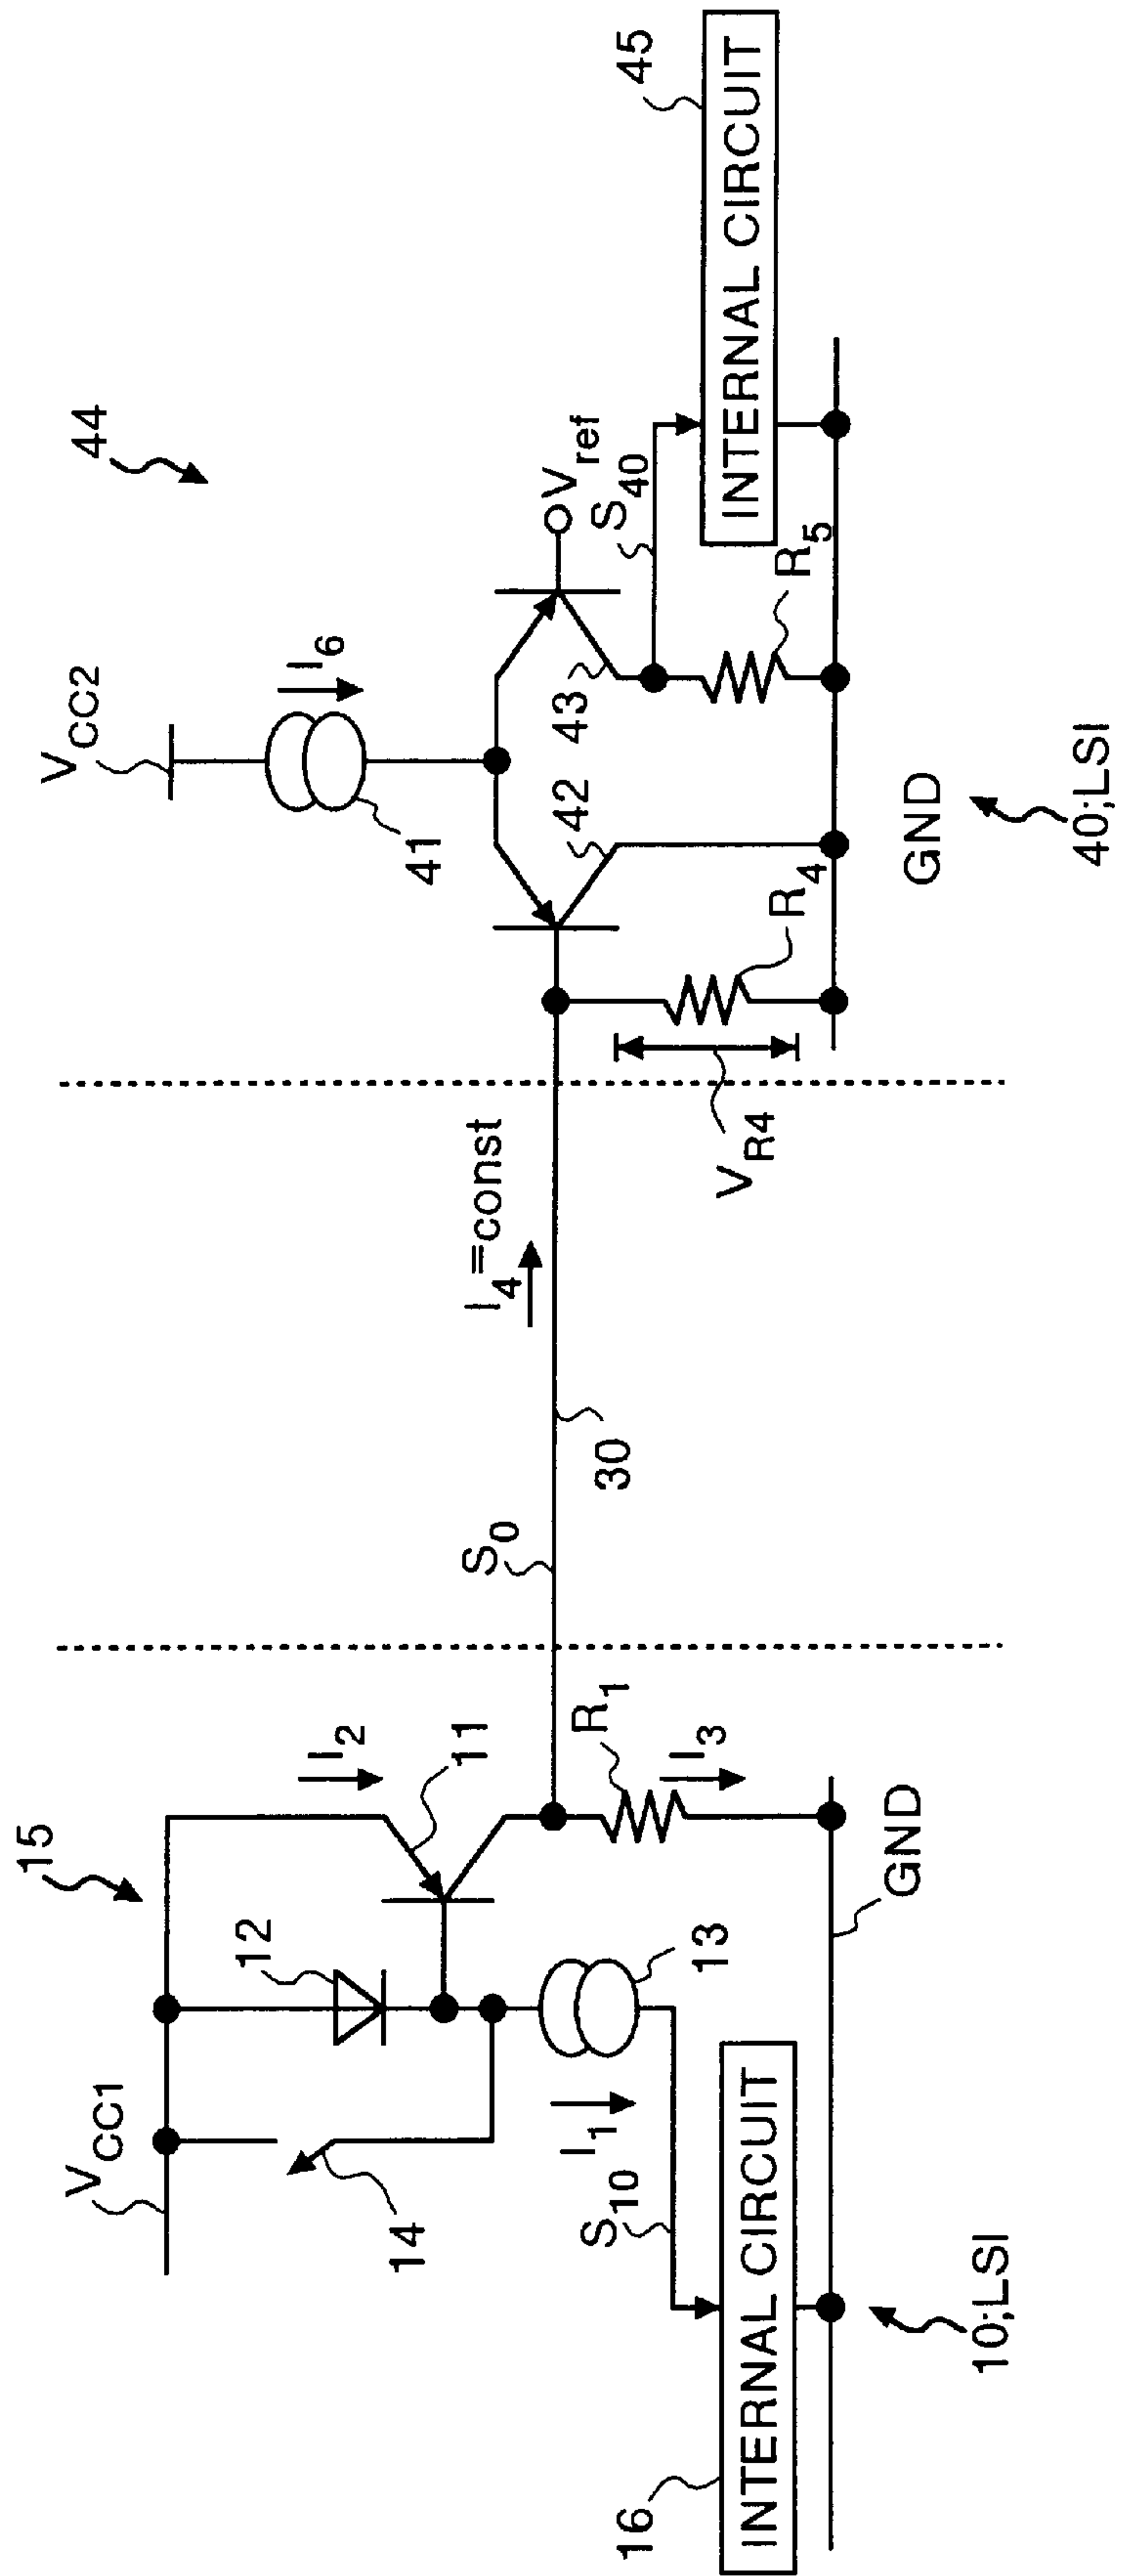 15
V_CC1
12
I_2
11
14
I_1
13
S_10
16
INTERNAL CIRCUIT
R_1
I_3
GND
10;LSI
S_0
30
I_4=const
44
V_CC2
I_6
41
42
43
V_ref
S_40
45
INTERNAL CIRCUIT
V_R4
R_4
R_5
GND
40;LSI